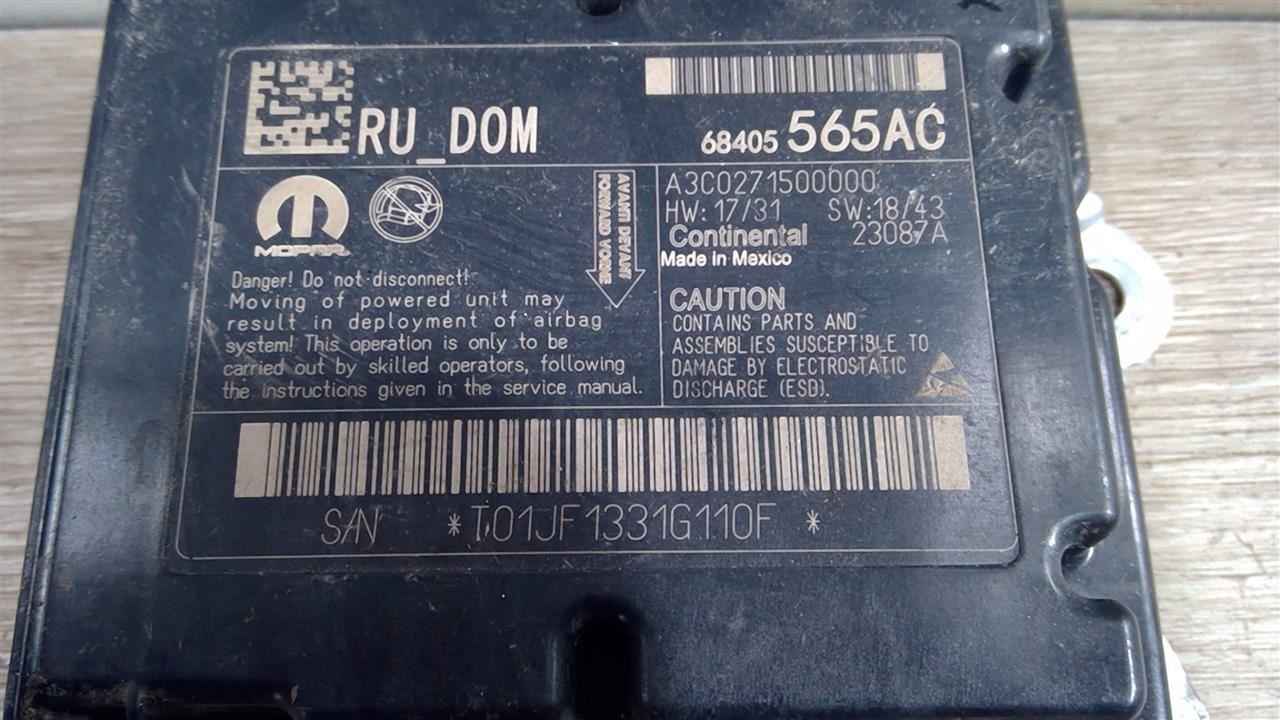 RU_DOM
68405 565AC
MOPAR
AVANTI DEVANT
FORWARD VORNE
A3C0271500000
HW: 17/31 SW:18/43
Continental 23087A
Made in Mexico
Danger! Do not disconnect!
Moving of powered unit may
result in deployment of airbag
system! This operation is only to be
carried out by skilled operators, following
the instructions given in the service manual.
CAUTION
CONTAINS PARTS AND
ASSEMBLIES SUSCEPTIBLE TO
DAMAGE BY ELECTROSTATIC
DISCHARGE (ESD).
S/N *T01JF1331G110F *